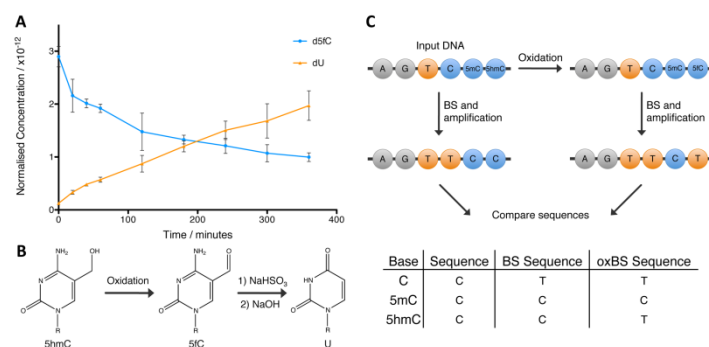 A
d5fC
dU
Normalised Concentration / x10-12
3
2
1
0
0 100 200 300 400
Time / minutes
B
NH2 OH
N
O N
R
5hmC
Oxidation
NH2 O
N
O N
R
5fC
1) NaHSO3
2) NaOH
O
HN
O N
R
U
C
Input DNA
A G T C 5mC 5hmC
Oxidation
A G T C 5mC 5fC
BS and
amplification
BS and
amplification
A G T T C C
A G T T C T
Compare sequences
Base Sequence BS Sequence oxBS Sequence
C C T T
5mC C C C
5hmC C C T